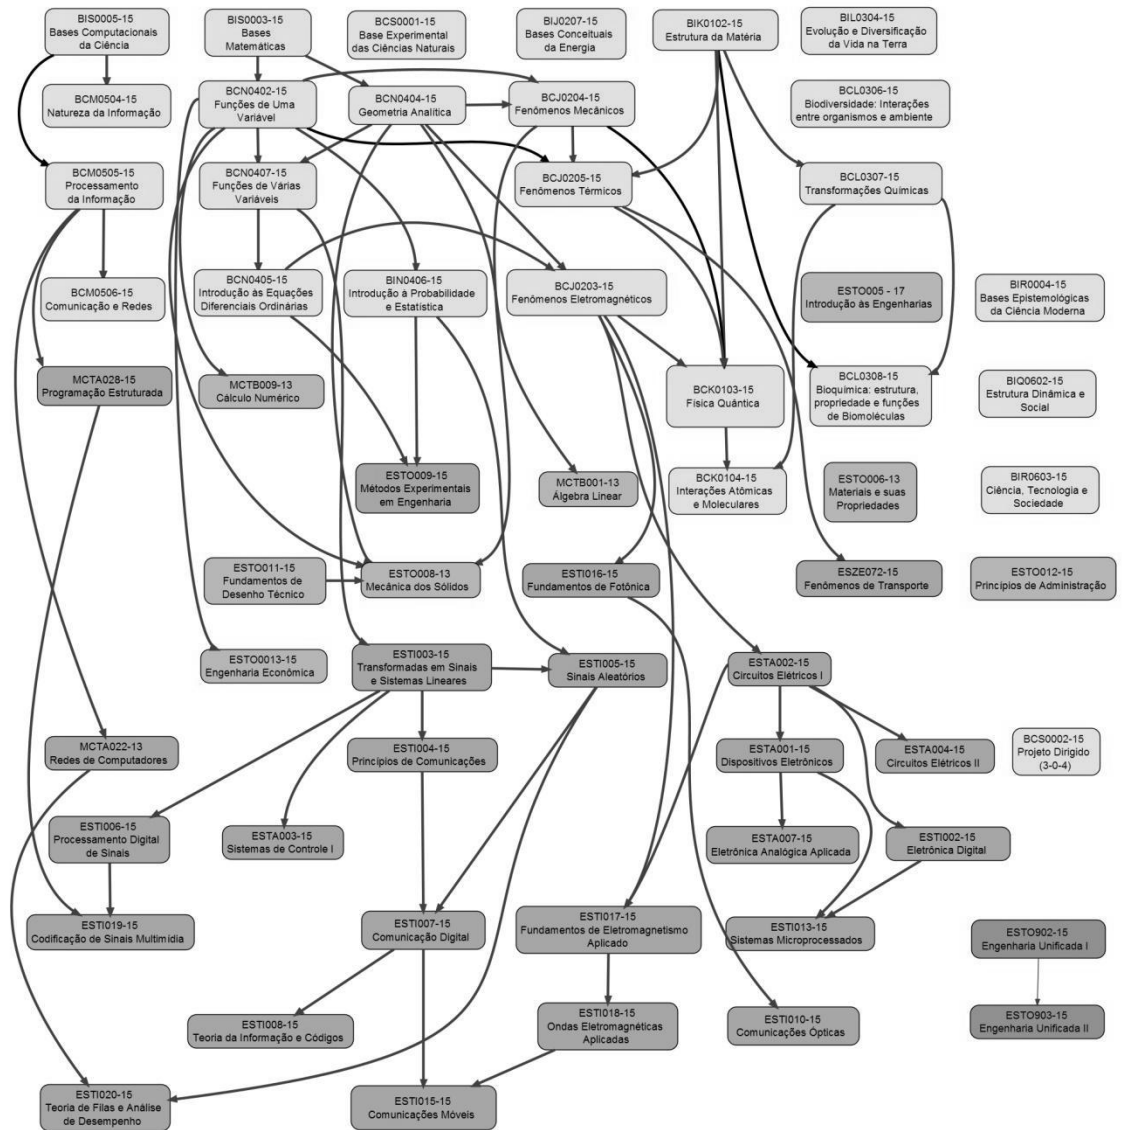 BIS0005-15
Bases Computacionais
da Ciência
BIS0003-15
Bases
Matemáticas
BCS0001-15
Base Experimental
das Ciências Naturais
BIJ0207-15
Bases Conceituais
da Energia
BIK0102-15
Estrutura da Matéria
BIL0304-15
Evolução e Diversificação
da Vida na Terra
BCM0504-15
Natureza da Informação
BCN0402-15
Funções de Uma
Variável
BCN0404-15
Geometria Analítica
BCJ0204-15
Fenômenos Mecânicos
BCL0306-15
Biodiversidade: Interações
entre organismos e ambiente
BCM0505-15
Processamento
da Informação
BCN0407-15
Funções de Várias
Variáveis
BCJ0205-15
Fenômenos Térmicos
BCL0307-15
Transformações Químicas
BCM0506-15
Comunicação e Redes
BCN0405-15
Introdução às Equações
Diferenciais Ordinárias
BIN0406-15
Introdução à Probabilidade
e Estatística
BCJ0203-15
Fenômenos Eletromagnéticos
ESTO005 - 17
Introdução às Engenharias
BIR0004-15
Bases Epistemológicas
da Ciência Moderna
MCTA028-15
Programação Estruturada
MCTB009-13
Cálculo Numérico
BCK0103-15
Física Quântica
BCL0308-15
Bioquímica: estrutura,
propriedade e funções
de Biomoléculas
BIQ0602-15
Estrutura Dinâmica e
Social
ESTO009-15
Métodos Experimentais
em Engenharia
MCTB001-13
Álgebra Linear
BCK0104-15
Interações Atômicas
e Moleculares
ESTO006-13
Materiais e suas
Propriedades
BIR0603-15
Ciência, Tecnologia e
Sociedade
ESTO011-15
Fundamentos de
Desenho Técnico
ESTO008-13
Mecânica dos Sólidos
ESTI016-15
Fundamentos de Fotônica
ESZE072-15
Fenômenos de Transporte
ESTO012-15
Princípios de Administração
ESTO0013-15
Engenharia Econômica
ESTI003-15
Transformadas em Sinais
e Sistemas Lineares
ESTI005-15
Sinais Aleatórios
ESTA002-15
Circuitos Elétricos I
MCTA022-13
Redes de Computadores
ESTI004-15
Princípios de Comunicações
ESTA001-15
Dispositivos Eletrônicos
ESTA004-15
Circuitos Elétricos II
BCS0002-15
Projeto Dirigido
(3-0-4)
ESTI006-15
Processamento Digital
de Sinais
ESTA003-15
Sistemas de Controle I
ESTA007-15
Eletrônica Analógica Aplicada
ESTI002-15
Eletrônica Digital
ESTI019-15
Codificação de Sinais Multimídia
ESTI007-15
Comunicação Digital
ESTI017-15
Fundamentos de Eletromagnetismo
Aplicado
ESTI013-15
Sistemas Microprocessados
ESTO902-15
Engenharia Unificada I
ESTI008-15
Teoria da Informação e Códigos
ESTI018-15
Ondas Eletromagnéticas
Aplicadas
ESTI010-15
Comunicações Ópticas
ESTO903-15
Engenharia Unificada II
ESTI020-15
Teoria de Filas e Análise
de Desempenho
ESTI015-15
Comunicações Móveis